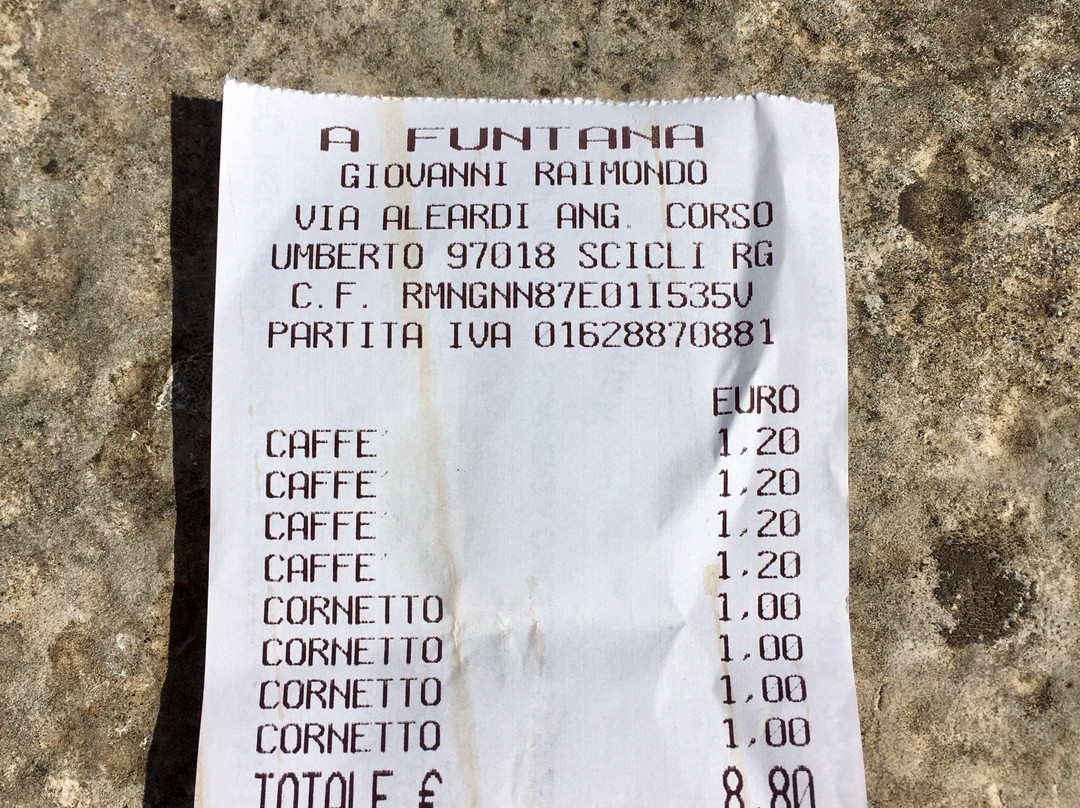 A FUNTANA
GIOVANNI RAIMONDO
VIA ALEARDI ANG. CORSO
UMBERTO 97018 SCICLI RG
C.F. RMNGNN87E01I535V
PARTITA IVA 01628870881
EURO
CAFFE' 1,20
CAFFE' 1,20
CAFFE' 1,20
CAFFE' 1,20
CORNETTO 1,00
CORNETTO 1,00
CORNETTO 1,00
CORNETTO 1,00
TOTALE € 8,80